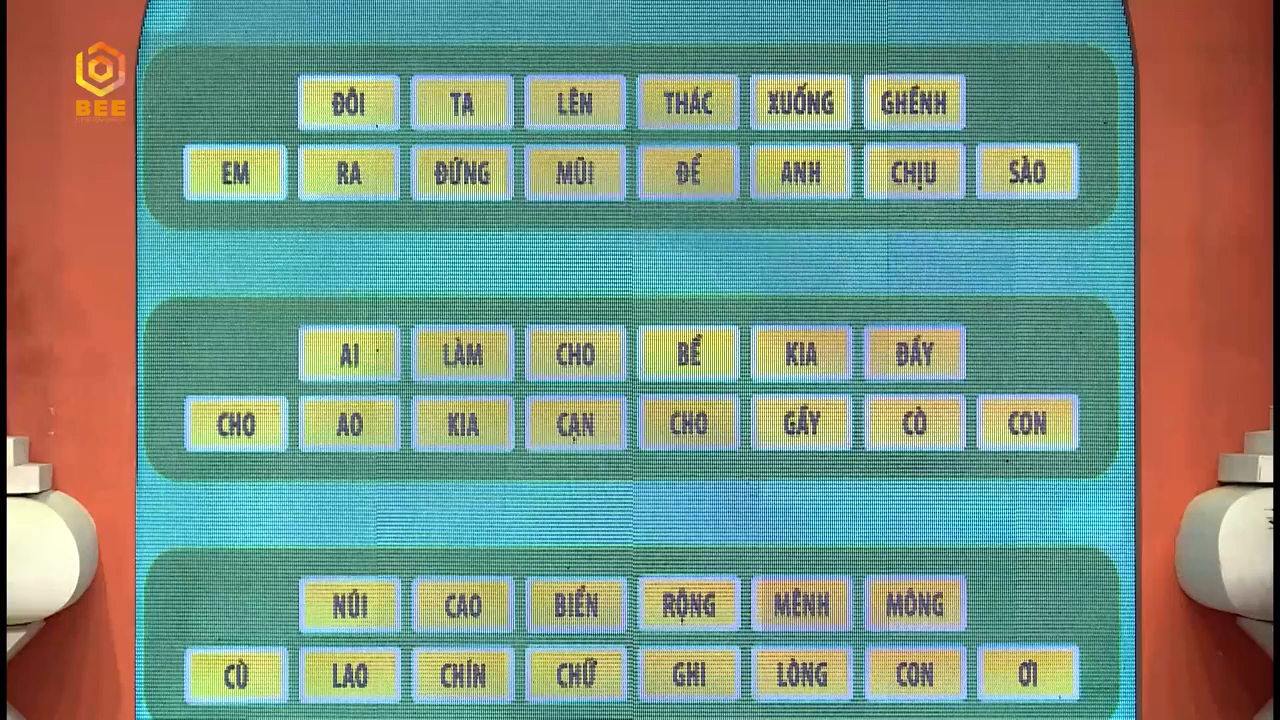 BEE
ĐÔI TA LÊN THÁC XUỐNG GHỀNH
EM RA ĐỨNG MŨI ĐỂ ANH CHỊU SÀO
AI LÀM CHO BỂ KIA ĐẦY
CHO AO KIA CẠN CHO GẦY CÒ CON
NÚI CAO BIỂN RỘNG MÊNH MÔNG
CÙ LAO CHÍN CHỮ GHI LÒNG CON ƠI